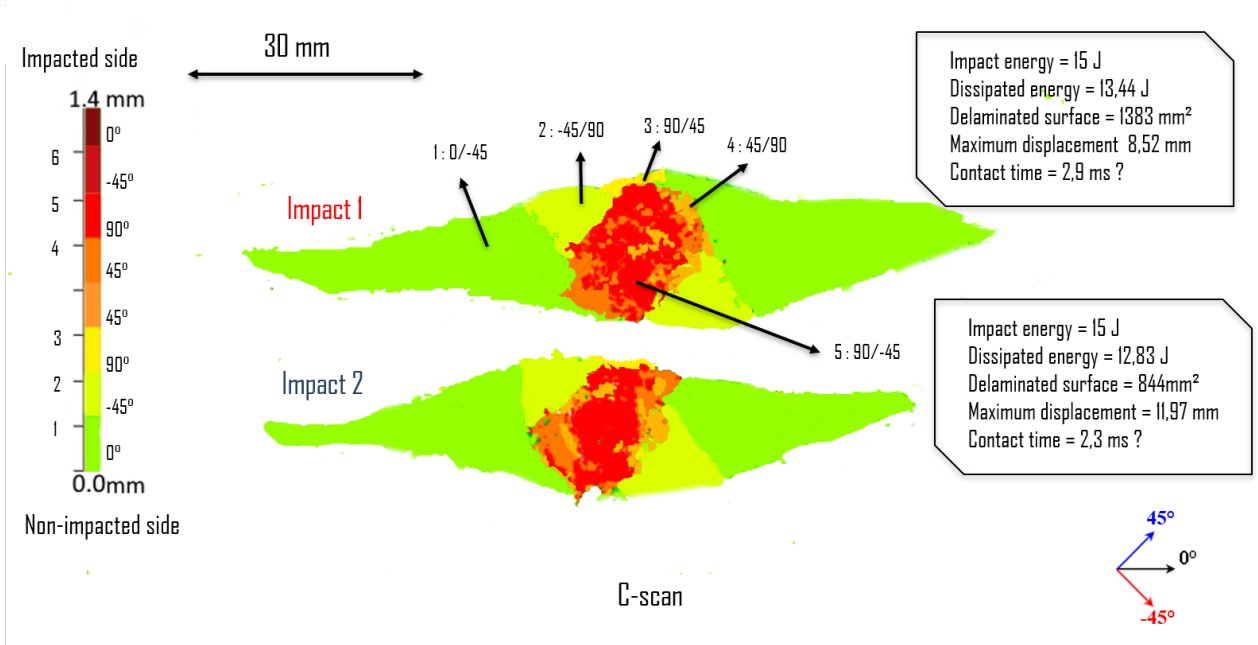 Impacted side
1.4 mm
0°
6
-45°
5
90°
4
45°
45°
3
90°
2
-45°
1
0°
0.0mm
Non-impacted side
30 mm
1 : 0/-45
2 : -45/90
3 : 90/45
4 : 45/90
Impact 1
5 : 90/-45
Impact 2
Impact energy = 15 J
Dissipated energy = 13,44 J
Delaminated surface = 1383 mm²
Maximum displacement 8,52 mm
Contact time = 2,9 ms ?
Impact energy = 15 J
Dissipated energy = 12,83 J
Delaminated surface = 844mm²
Maximum displacement = 11,97 mm
Contact time = 2,3 ms ?
45°
0°
-45°
C-scan